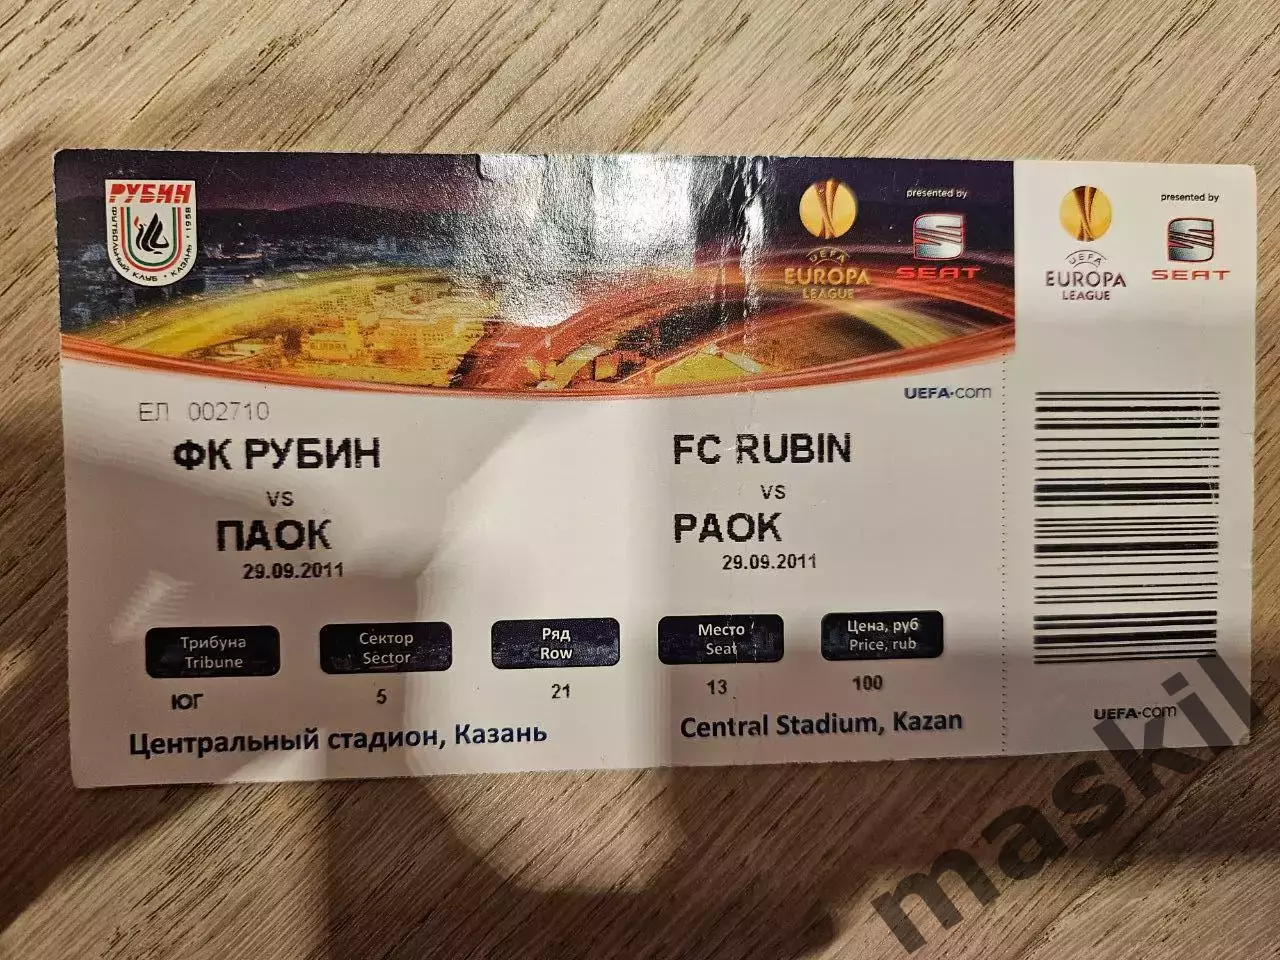 РУБИН
ФУТБОЛЬНЫЙ КЛУБ • КАЗАНЬ • 1958
UEFA
EUROPA
LEAGUE
presented by
SEAT
UEFA
EUROPA
LEAGUE
presented by
SEAT
UEFA•com
ЕЛ 002710
ФК РУБИН
vs
ПАОК
29.09.2011
FC RUBIN
vs
PAOK
29.09.2011
Трибуна
Tribune
Сектор
Sector
Ряд
Row
Место
Seat
Цена, руб
Price, rub
ЮГ
5
21
13
100
Центральный стадион, Казань
Central Stadium, Kazan
UEFA•com
maskil